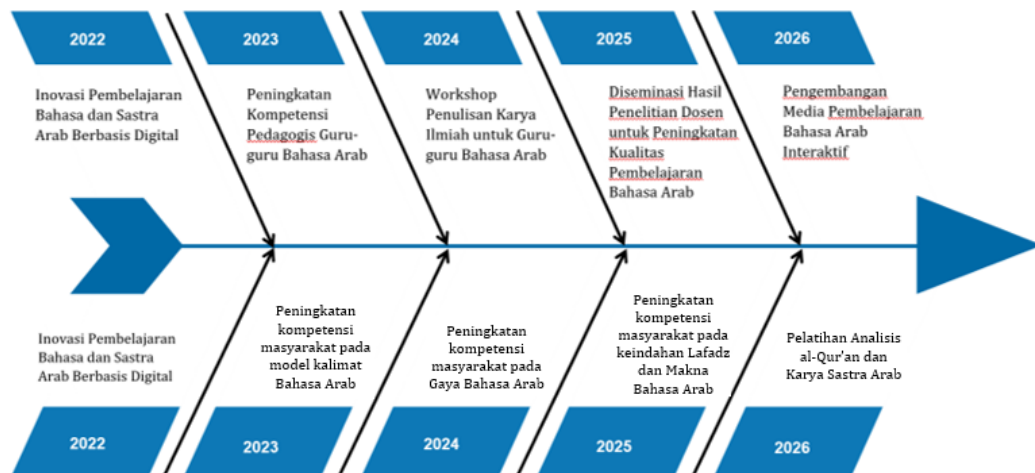 2022
2023
2024
2025
2026
Inovasi Pembelajaran
Bahasa dan Sastra
Arab Berbasis Digital
Peningkatan
Kompetensi
Pedagogis Guru-
guru Bahasa Arab
Workshop
Penulisan Karya
Ilmiah untuk Guru-
guru Bahasa Arab
Diseminasi Hasil
Penelitian Dosen
untuk Peningkatan
Kualitas
Pembelajaran
Bahasa Arab
Pengembangan
Media Pembelajaran
Bahasa Arab
Interaktif
Inovasi Pembelajaran
Bahasa dan Sastra
Arab Berbasis Digital
Peningkatan
kompetensi
masyarakat pada
model kalimat
Bahasa Arab
Peningkatan
kompetensi
masyarakat pada
Gaya Bahasa Arab
Peningkatan
kompetensi
masyarakat pada
keindahan Lafadz
dan Makna
Bahasa Arab
Pelatihan Analisis
al-Qur'an dan
Karya Sastra Arab
2022
2023
2024
2025
2026